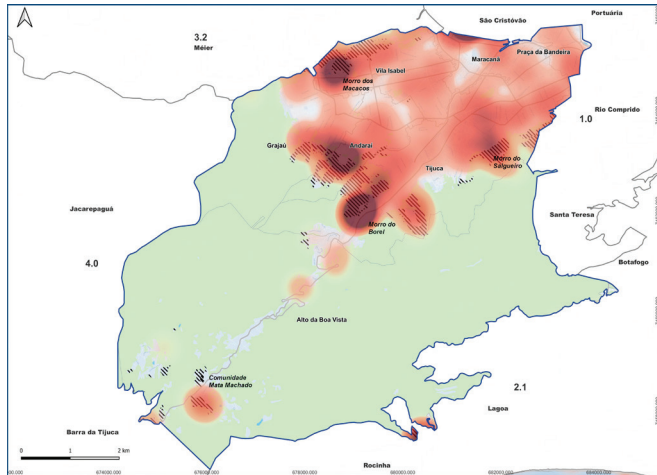 Portuária
São Cristóvão
3.2
Méier
Praça da Bandeira
Maracanã
Vila Isabel
Morro dos
Macacos
Rio Comprido
1.0
Grajaú
Andaraí
Tijuca
Morro do
Salgueiro
Jacarepaguá
Santa Teresa
Morro do
Borel
Botafogo
4.0
Alto da Boa Vista
Comunidade
Mata Machado
2.1
Lagoa
Barra da Tijuca
Rocinha
0 1 2 km